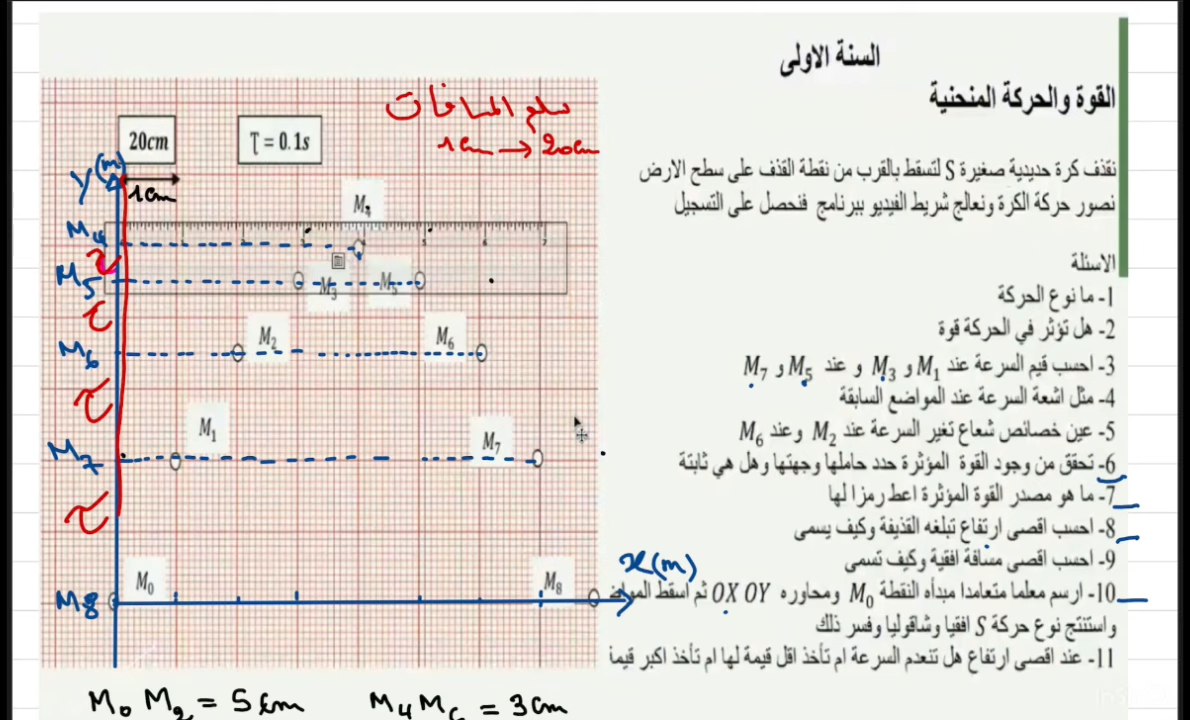 السنة الاولى
القوة والحركة المنحنية
نقذف كرة حديدية صغيرة S لتسقط بالقرب من نقطة القذف على سطح الارض
نصور حركة الكرة ونعالج شريط الفيديو ببرنامج فنحصل على التسجيل
الاسئلة
1- ما نوع الحركة
2- هل تؤثر في الحركة قوة
3- احسب قيم السرعة عند M₁ و M₃ و عند M₅ و M₇
4- مثل اشعة السرعة عند المواضع السابقة
5- عين خصائص شعاع تغير السرعة عند M₂ وعند M₆
6- تحقق من وجود القوة المؤثرة حدد حاملها وجهتها وهل هي ثابتة
7- ما هو مصدر القوة المؤثرة اعط رمزا لها
8- احسب اقصى ارتفاع تبلغه القذيفة وكيف يسمى
9- احسب اقصى مسافة افقية وكيف تسمى
10- ارسم معلما متعامدا مبدأه النقطة M₀ ومحاوره OX OY ثم اسقط
واستنتج نوع حركة S افقيا وشاقوليا وفسر ذلك
11- عند اقصى ارتفاع هل تنعدم السرعة ام تأخذ اقل قيمة لها ام تأخذ اكبر قيمة
سلم المسافات
1cm → 20cm
20cm
τ = 0.1s
y (m)
1cm
M₄
M₄
τ
M₅
M₃
M₅
τ
M₂
M₆
M₆
τ
M₁
M₇
M₇
τ
x(m)
M₀
M₈
M₈
M₀ M₂ = 5 cm
M₄ M₆ = 3 cm